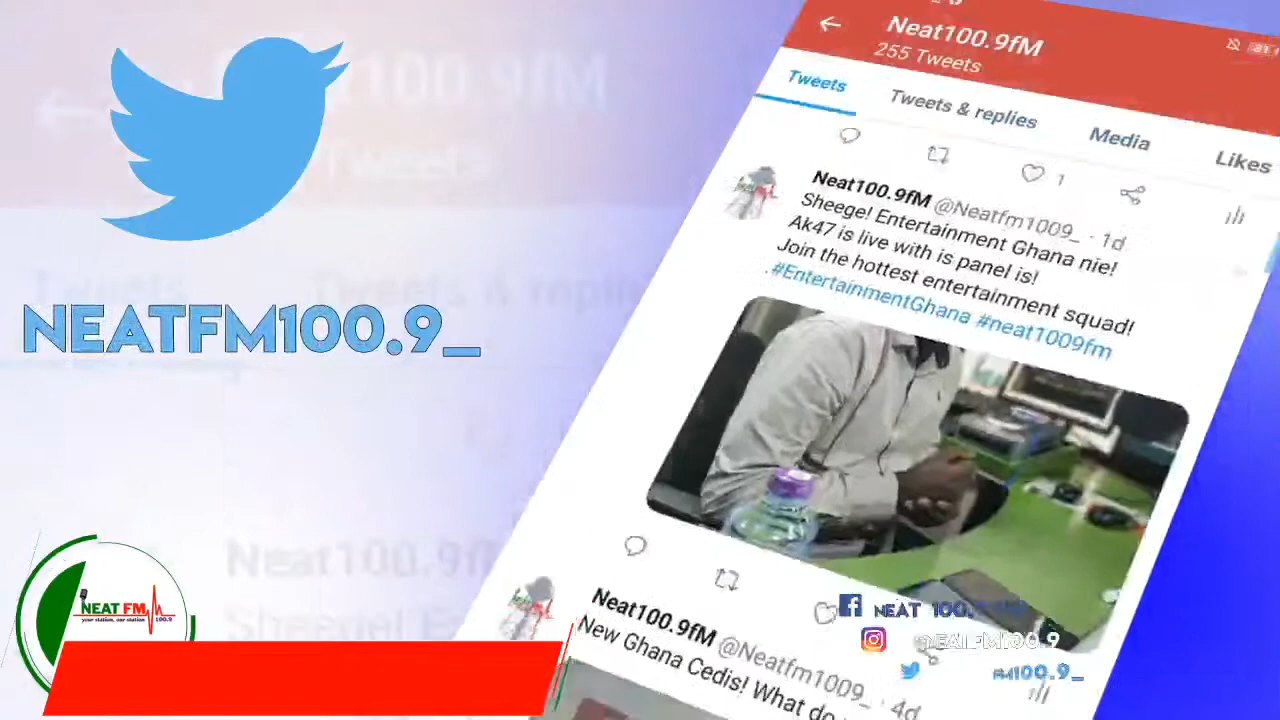 Neat100.9fM
255 Tweets
Tweets
Tweets & replies
Media
Likes
1
Neat100.9fM @Neatfm1009_ · 1d
Sheege! Entertainment Ghana nie!
Ak47 is live with is panel is!
Join the hottest entertainment squad!
#EntertainmentGhana #neat1009fm
NEATFM100.9_
Neat100.9fM @Neatfm1009_ · 4d
New Ghana Cedis! What do
NEAT FM
your station, our station 100.9
NEAT
FM100.9_